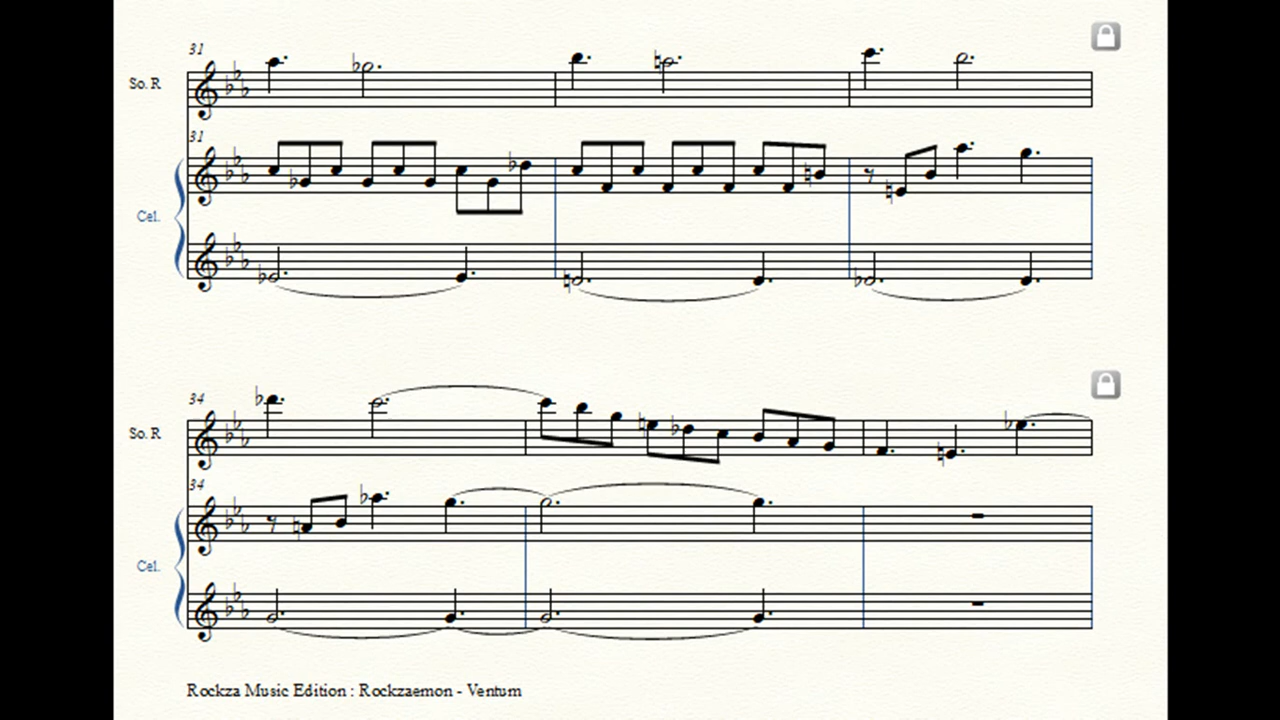 31
So. R
31
Cel.
34
So. R
34
Cel.
Rockza Music Edition : Rockzaemon - Ventum